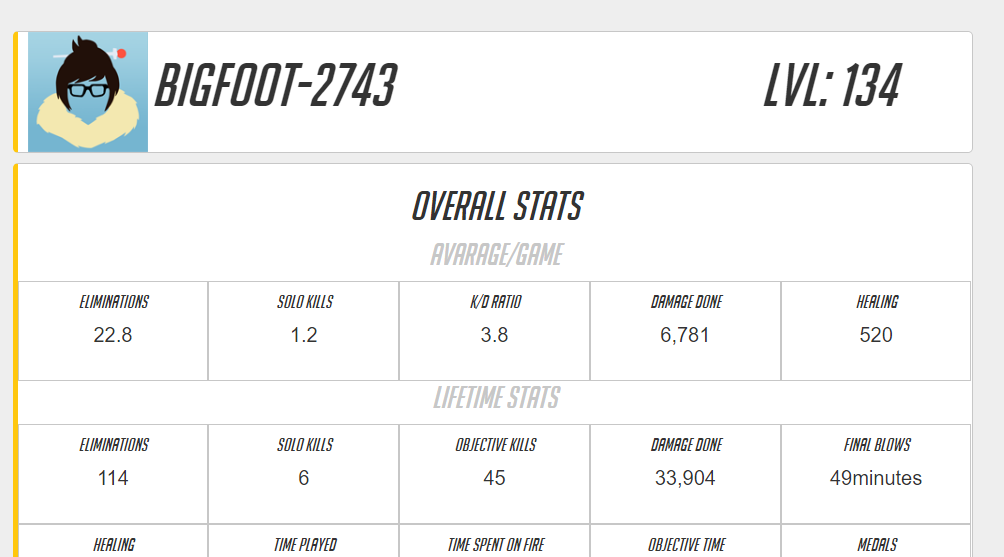 BIGFOOT-2743 LVL: 134
OVERALL STATS
AVARAGE/GAME
ELIMINATIONS SOLO KILLS K/D RATIO DAMAGE DONE HEALING
22.8 1.2 3.8 6,781 520
LIFETIME STATS
ELIMINATIONS SOLO KILLS OBJECTIVE KILLS DAMAGE DONE FINAL BLOWS
114 6 45 33,904 49minutes
HEALING TIME PLAYED TIME SPENT ON FIRE OBJECTIVE TIME MEDALS